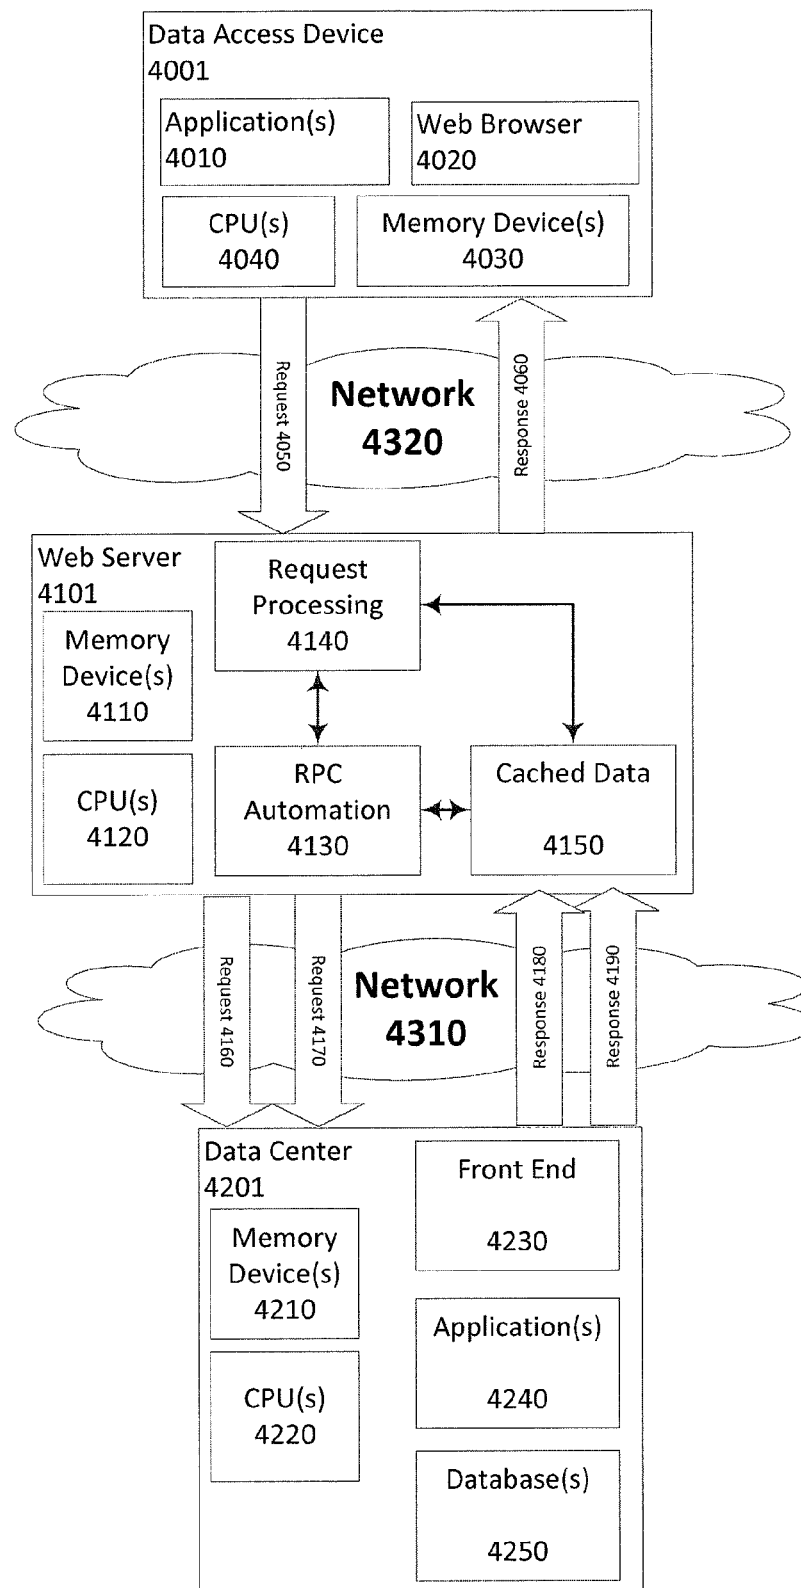 Data Access Device
4001
Application(s)
4010
Web Browser
4020
CPU(s)
4040
Memory Device(s)
4030
Request 4050
Network
4320
Response 4060
Web Server
4101
Request
Processing
4140
Memory
Device(s)
4110
RPC
Automation
4130
Cached Data
4150
CPU(s)
4120
Request 4160
Request 4170
Network
4310
Response 4180
Response 4190
Data Center
4201
Front End
4230
Memory
Device(s)
4210
Application(s)
4240
CPU(s)
4220
Database(s)
4250